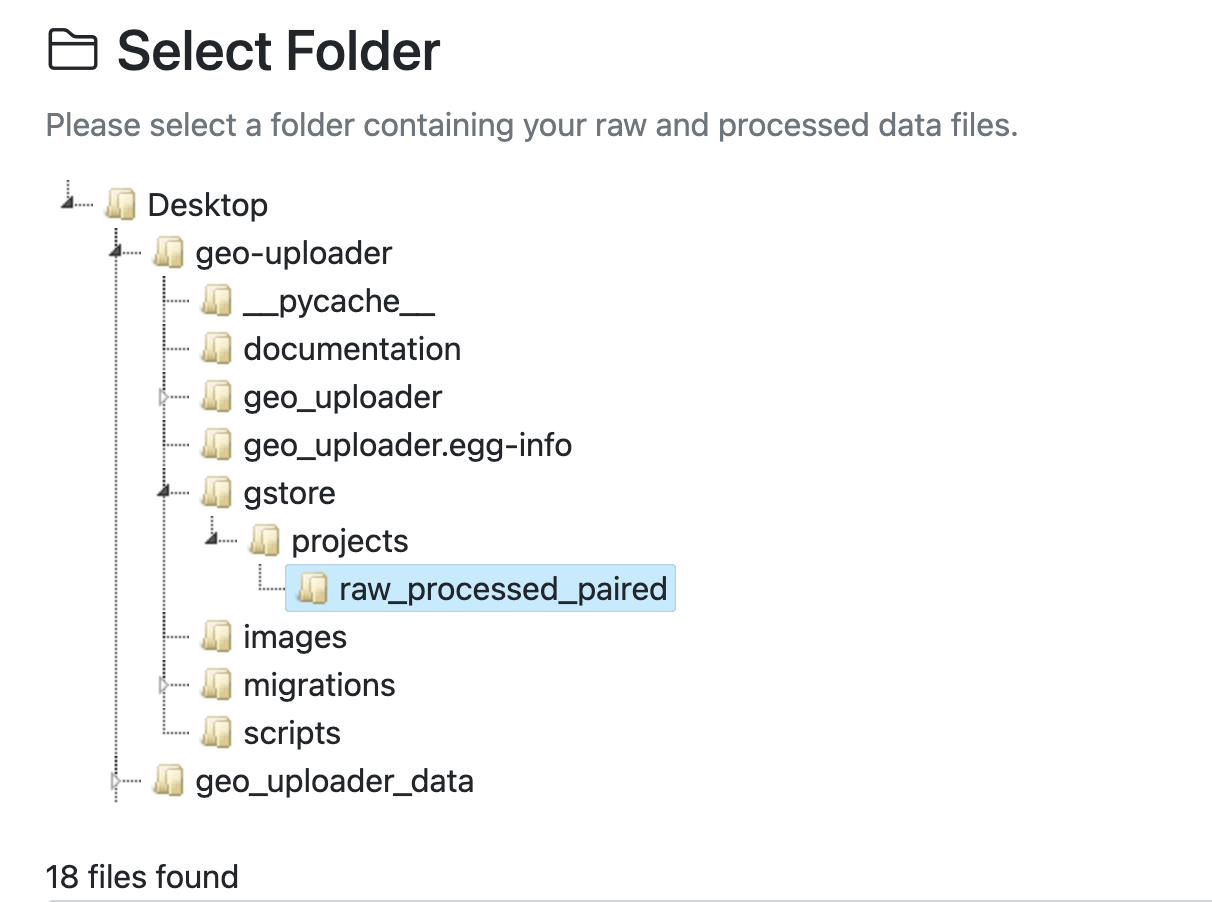 Select Folder
Please select a folder containing your raw and processed data files.
Desktop
geo-uploader
__pycache__
documentation
geo_uploader
geo_uploader.egg-info
gstore
projects
raw_processed_paired
images
migrations
scripts
geo_uploader_data
18 files found